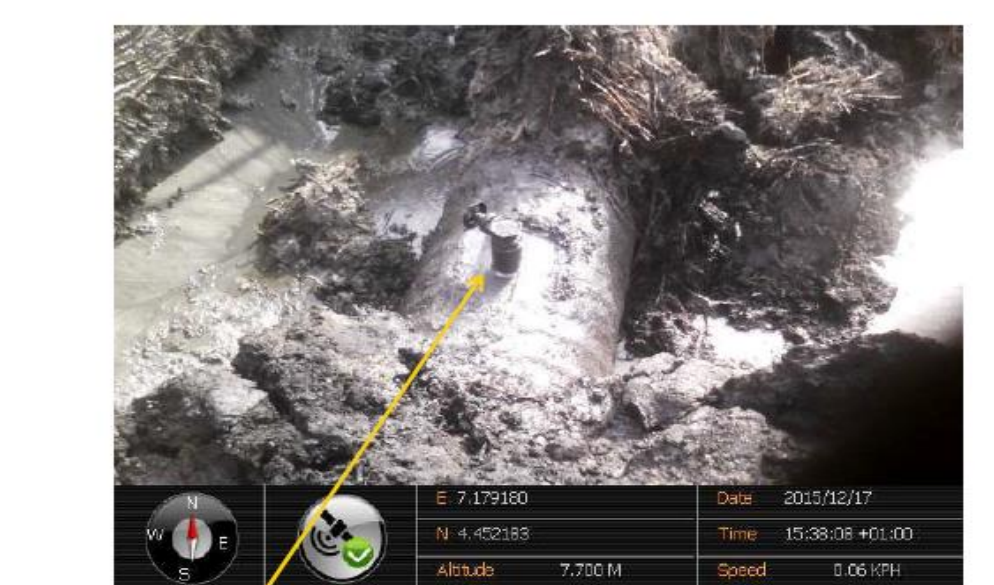 N
W
E
S
E 7.179180
N 4.452183
Altitude 7.700 M
Date 2015/12/17
Time 15:38:08 +01:00
Speed 0.06 KPH